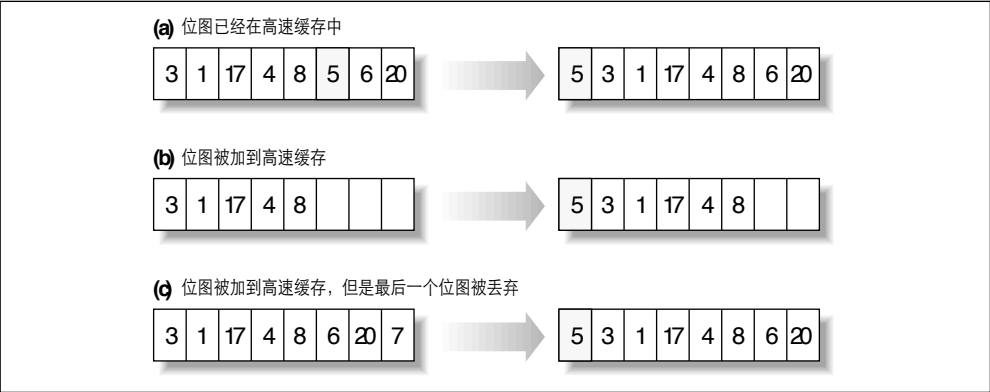 (a) 位图已经在高速缓存中
3 1 17 4 8 5 6 20
5 3 1 17 4 8 6 20
(b) 位图被加到高速缓存
3 1 17 4 8
5 3 1 17 4 8
(c) 位图被加到高速缓存，但是最后一个位图被丢弃
3 1 17 4 8 6 20 7
5 3 1 17 4 8 6 20